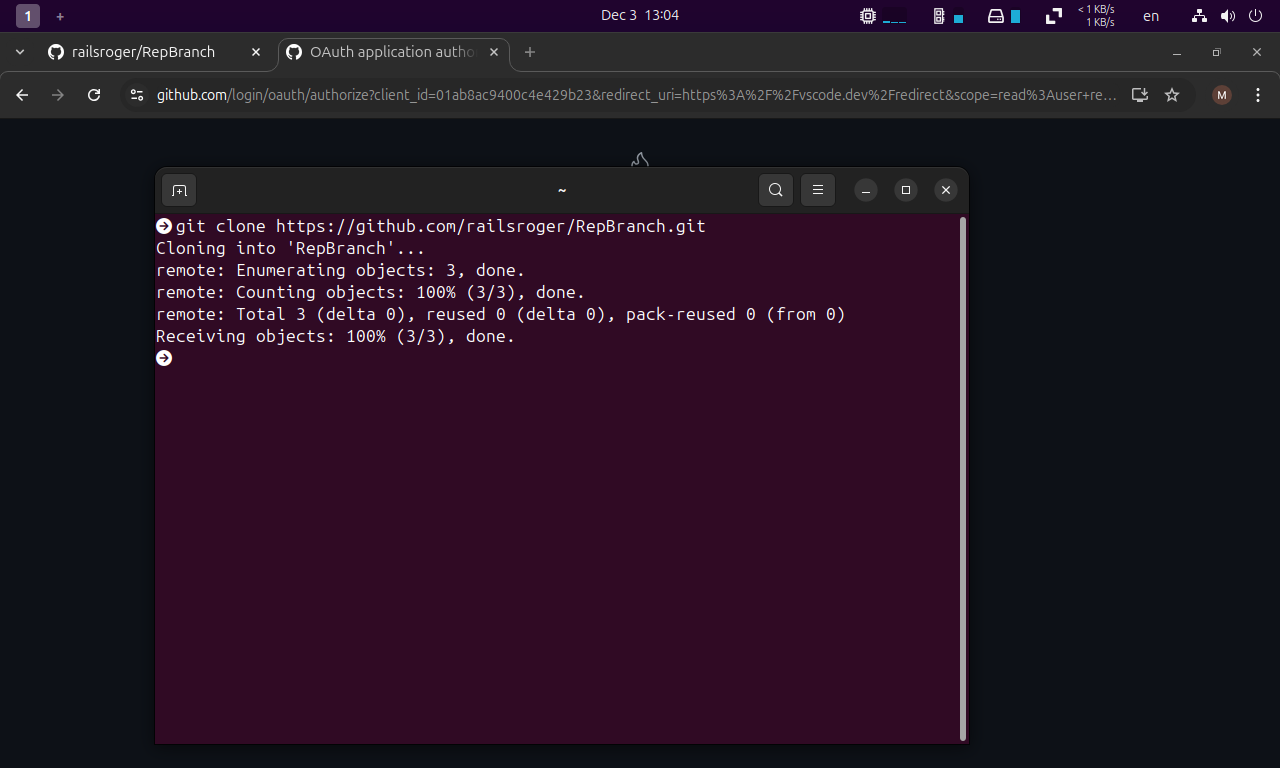 1
Dec 3 13:04
< 1 KB/s
1 KB/s
en
railsroger/RepBranch
OAuth application autho
github.com/login/oauth/authorize?client_id=01ab8ac9400c4e429b23&redirect_uri=https%3A%2F%2Fvscode.dev%2Fredirect&scope=read%3Auser+re...
M
~
git clone https://github.com/railsroger/RepBranch.git
Cloning into 'RepBranch'...
remote: Enumerating objects: 3, done.
remote: Counting objects: 100% (3/3), done.
remote: Total 3 (delta 0), reused 0 (delta 0), pack-reused 0 (from 0)
Receiving objects: 100% (3/3), done.